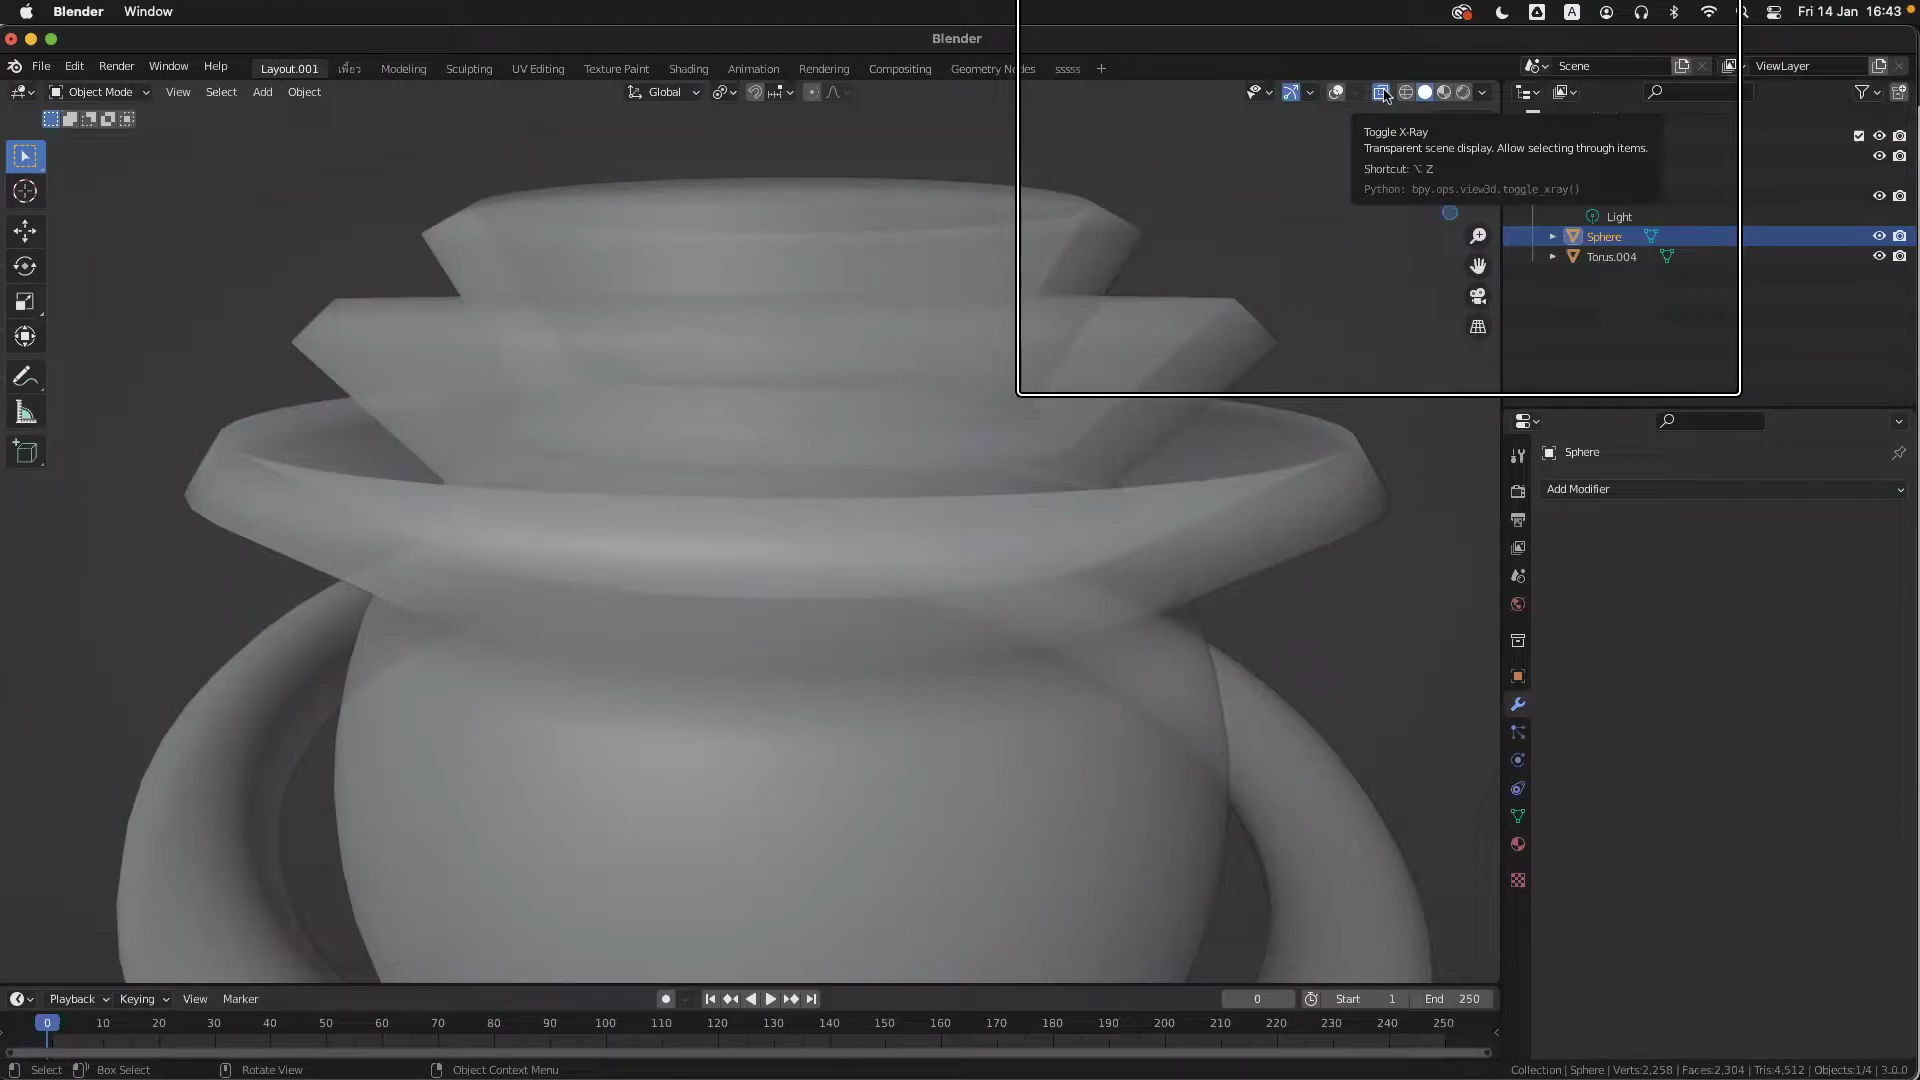 Blender Window Fri 14 Jan 16:43
Blender
File Edit Render Window Help Layout.001 เพี้ยว Modeling Sculpting UV Editing Texture Paint Shading Animation Rendering Compositing Geometry Nodes sssss + Scene ViewLayer
Object Mode View Select Add Object Global
Toggle X-Ray
Transparent scene display. Allow selecting through items.
Shortcut: ⌥ Z
Python: bpy.ops.view3d.toggle_xray()
Light
Sphere
Torus.004
Sphere
Add Modifier
Playback Keying View Marker 0 Start 1 End 250
0 10 20 30 40 50 60 70 80 90 100 110 120 130 140 150 160 170 180 190 200 210 220 230 240 250
Select Box Select Rotate View Object Context Menu Collection | Sphere | Verts:2,258 | Faces:2,304 | Tris:4,512 | Objects:1/4 | 3.0.0